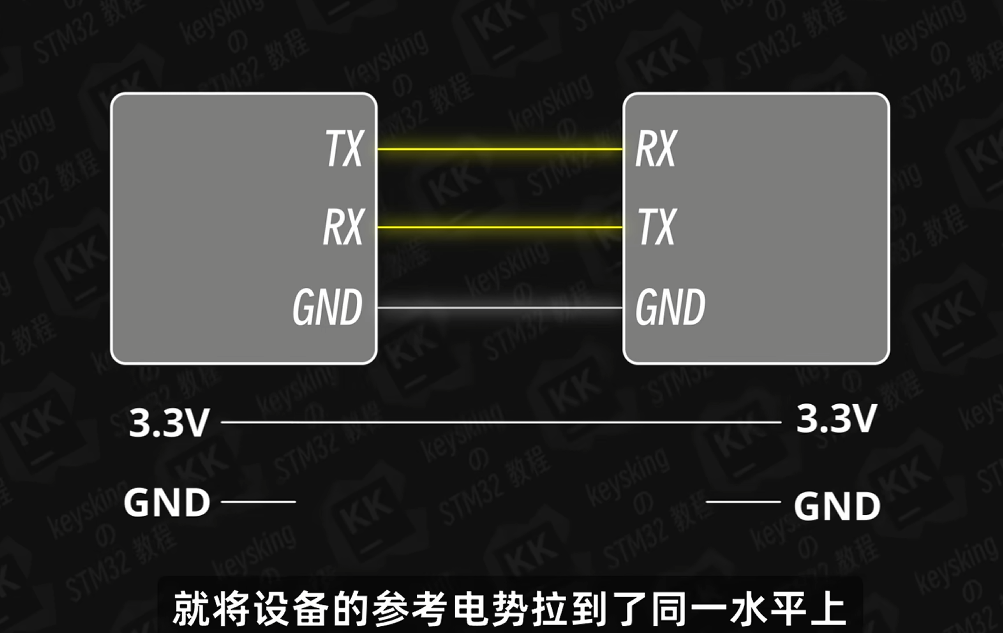 TX RX
RX TX
GND GND
3.3V 3.3V
GND GND
就将设备的参考电势拉到了同一水平上
keysking
の
STM32 教程
KK